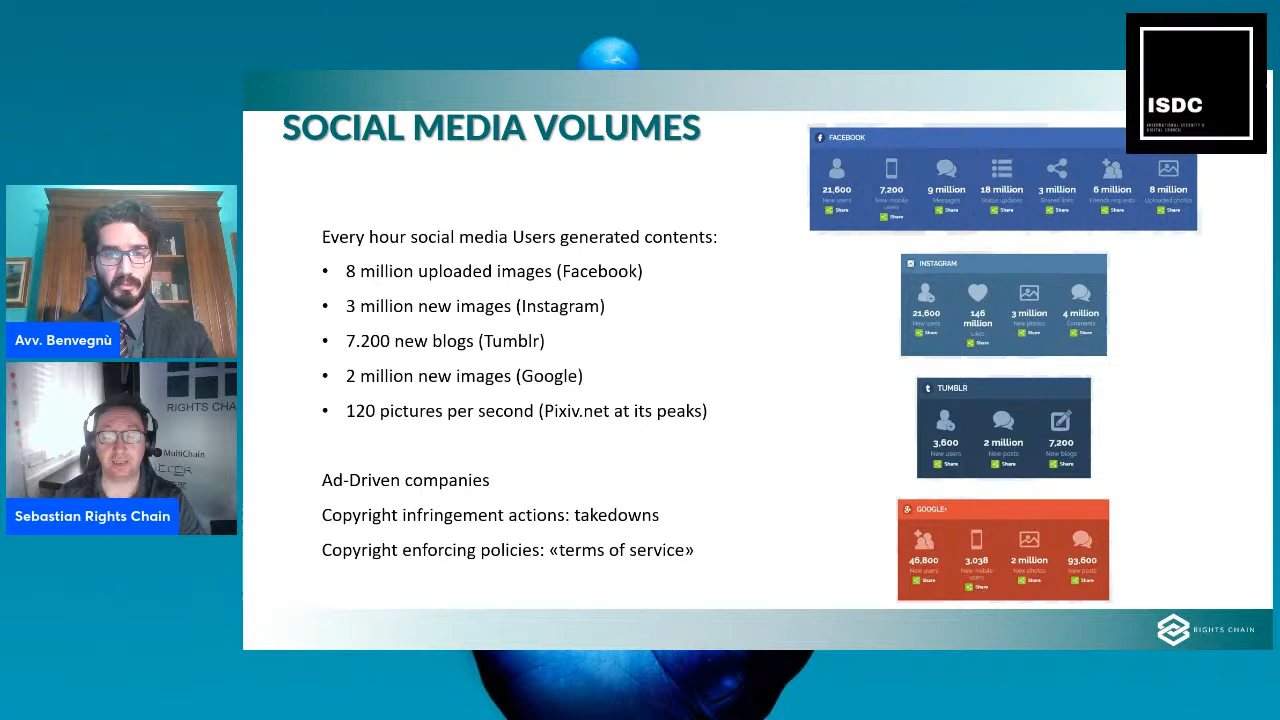 ISDC
SOCIAL MEDIA VOLUMES
Every hour social media Users generated contents:
• 8 million uploaded images (Facebook)
• 3 million new images (Instagram)
• 7.200 new blogs (Tumblr)
• 2 million new images (Google)
• 120 pictures per second (Pixiv.net at its peaks)
Ad-Driven companies
Copyright infringement actions: takedowns
Copyright enforcing policies: «terms of service»
FACEBOOK
21,600 7,200 9 million 18 million 3 million 6 million 8 million
New users New mobile users Messages Status updates Shared links Friends requests Uploaded photos
Share Share Share Share Share Share Share
INSTAGRAM
21,600 146 million 3 million 4 million
New users Likes New photos Comments
Share Share Share Share
TUMBLR
3,600 2 million 7,200
New users New posts New blogs
Share Share Share
GOOGLE+
46,800 3,038 2 million 93,600
New users New mobile users New photos New posts
Share Share Share Share
RIGHTS CHAIN
Avv. Benvegnù
RIGHTS CHA
MultiChain
Sebastian Rights Chain